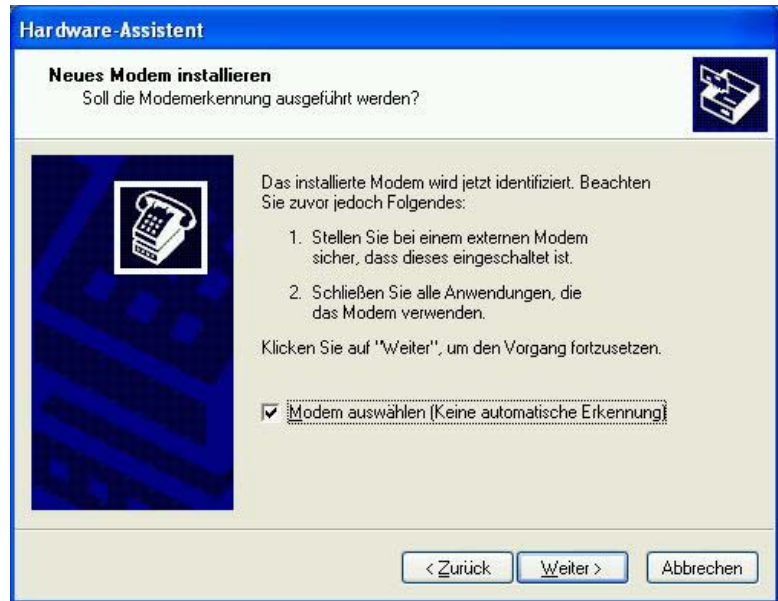 Hardware-Assistent
Neues Modem installieren
Soll die Modemerkennung ausgeführt werden?
Das installierte Modem wird jetzt identifiziert. Beachten
Sie zuvor jedoch Folgendes:
1. Stellen Sie bei einem externen Modem
sicher, dass dieses eingeschaltet ist.
2. Schließen Sie alle Anwendungen, die
das Modem verwenden.
Klicken Sie auf "Weiter", um den Vorgang fortzusetzen.
Modem auswählen (Keine automatische Erkennung)
< Zurück Weiter > Abbrechen